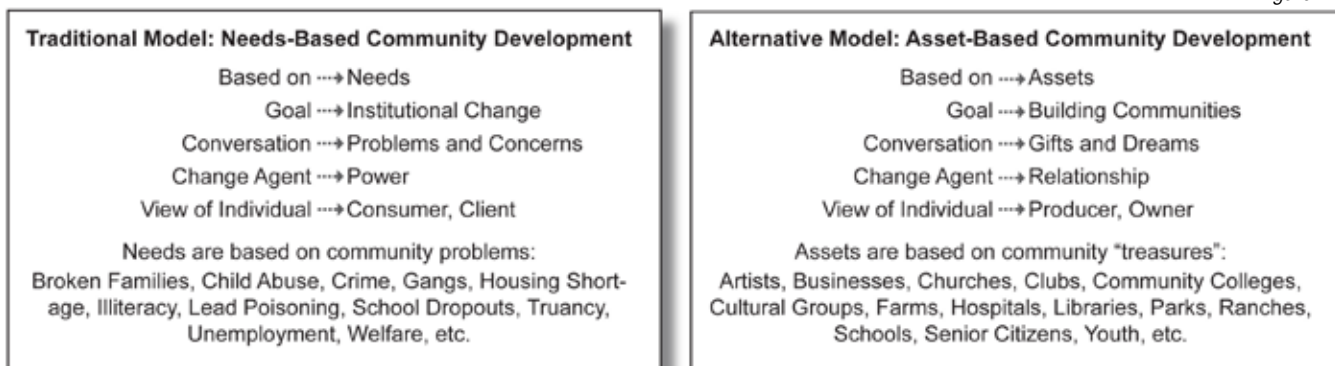 Traditional Model: Needs-Based Community Development
Based on ···→ Needs
Goal ···→ Institutional Change
Conversation ···→ Problems and Concerns
Change Agent ···→ Power
View of Individual ···→ Consumer, Client
Needs are based on community problems:
Broken Families, Child Abuse, Crime, Gangs, Housing Short-
age, Illiteracy, Lead Poisoning, School Dropouts, Truancy,
Unemployment, Welfare, etc.
Alternative Model: Asset-Based Community Development
Based on ···→ Assets
Goal ···→ Building Communities
Conversation ···→ Gifts and Dreams
Change Agent ···→ Relationship
View of Individual ···→ Producer, Owner
Assets are based on community “treasures”:
Artists, Businesses, Churches, Clubs, Community Colleges,
Cultural Groups, Farms, Hospitals, Libraries, Parks, Ranches,
Schools, Senior Citizens, Youth, etc.